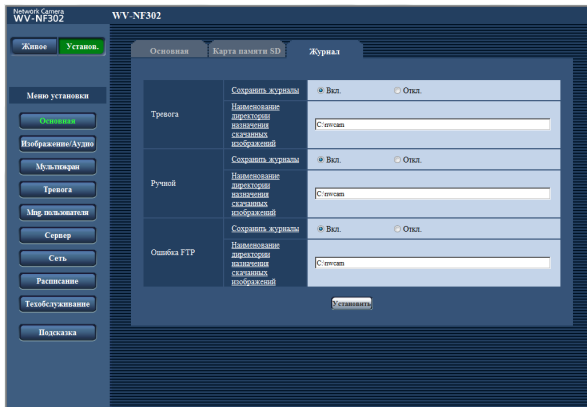 Network Camera
WV-NF302
WV-NF302
Живое
Установ.
Основная
Карта памяти SD
Журнал
Меню установки
Основная
Изображение/Аудио
Мультиэкран
Тревога
Mng. пользователя
Сервер
Сеть
Расписание
Техобслуживание
Подсказка
Тревога
Сохранить журналы
Вкл.
Откл.
Наименование
директории
назначения
скачанных
изображений
C:\nwcam
Ручной
Сохранить журналы
Вкл.
Откл.
Наименование
директории
назначения
скачанных
изображений
C:\nwcam
Ошибка FTP
Сохранить журналы
Вкл.
Откл.
Наименование
директории
назначения
скачанных
изображений
C:\nwcam
Установить